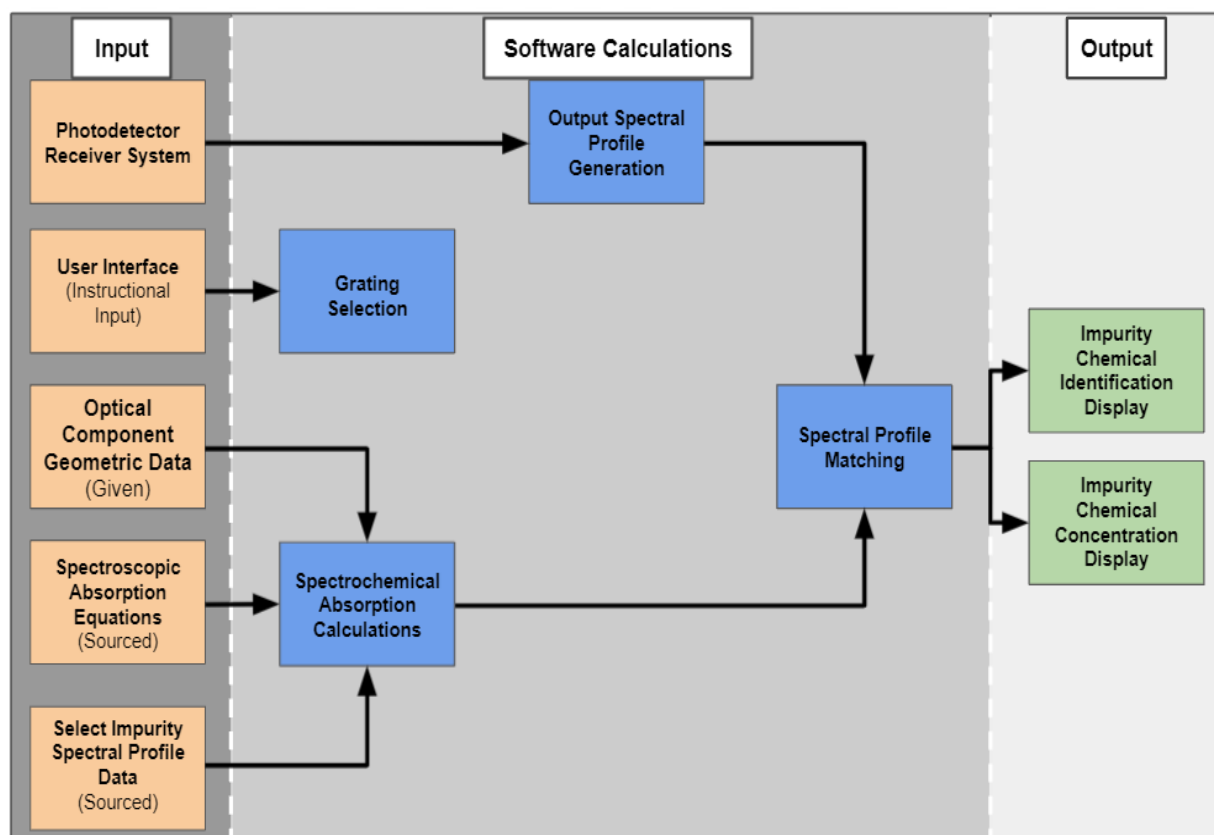 Input
Software Calculations
Output
Photodetector
Receiver System
Output Spectral
Profile
Generation
User Interface
(Instructional
Input)
Grating
Selection
Optical
Component
Geometric Data
(Given)
Spectral Profile
Matching
Impurity
Chemical
Identification
Display
Impurity
Chemical
Concentration
Display
Spectroscopic
Absorption
Equations
(Sourced)
Spectrochemical
Absorption
Calculations
Select Impurity
Spectral Profile
Data
(Sourced)